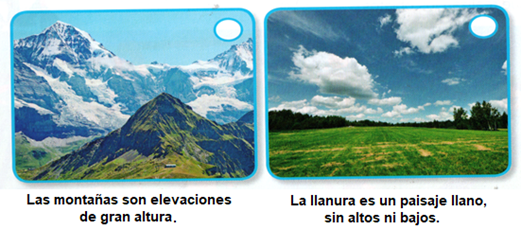 Las montañas son elevaciones
de gran altura.
La llanura es un paisaje llano,
sin altos ni bajos.